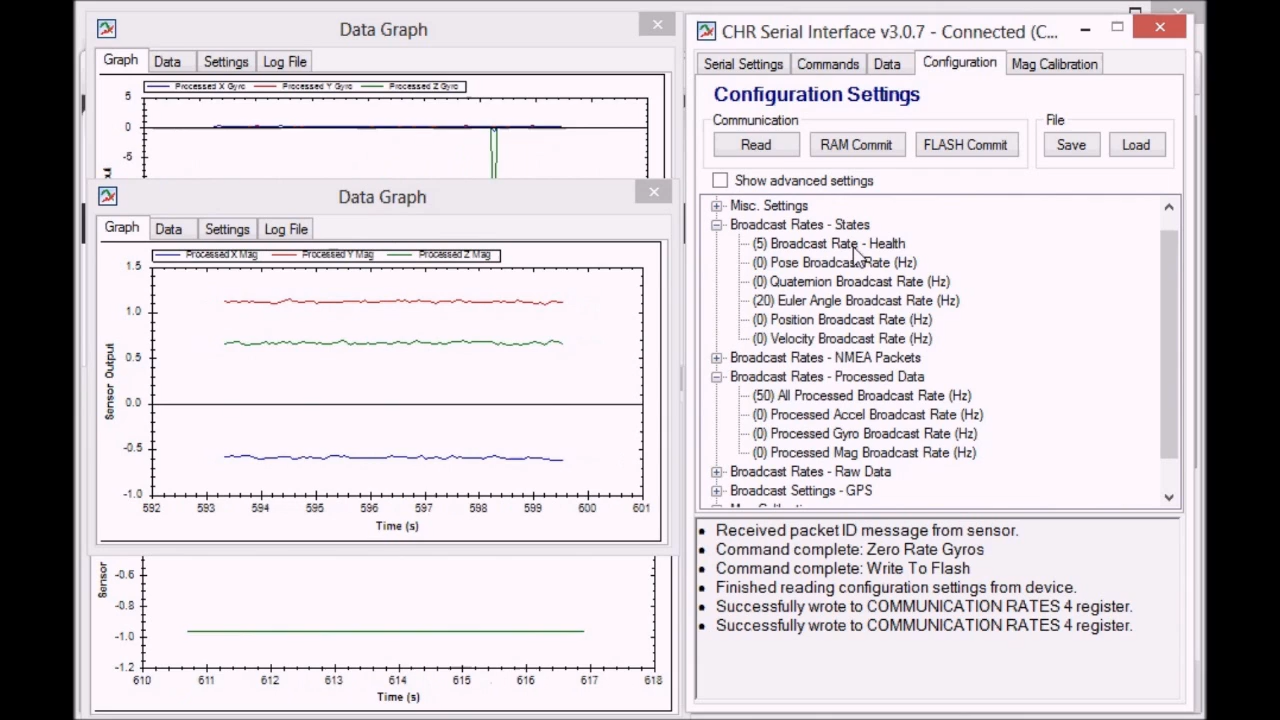 Data Graph
Graph Data Settings Log File
Processed X Gyro Processed Y Gyro Processed Z Gyro
5
0
-5
Data Graph
Graph Data Settings Log File
Processed X Mag Processed Y Mag Processed Z Mag
1.5
1.0
0.5
0.0
-0.5
-1.0
Sensor Output
592 593 594 595 596 597 598 599 600 601
Time (s)
Sensor
-0.6
-0.8
-1.0
-1.2
610 611 612 613 614 615 616 617 618
Time (s)
CHR Serial Interface v3.0.7 - Connected (C...
Serial Settings Commands Data Configuration Mag Calibration
Configuration Settings
Communication
File
Read RAM Commit FLASH Commit Save Load
Show advanced settings
Misc. Settings
Broadcast Rates - States
(5) Broadcast Rate - Health
(0) Pose Broadcast Rate (Hz)
(0) Quaternion Broadcast Rate (Hz)
(20) Euler Angle Broadcast Rate (Hz)
(0) Position Broadcast Rate (Hz)
(0) Velocity Broadcast Rate (Hz)
Broadcast Rates - NMEA Packets
Broadcast Rates - Processed Data
(50) All Processed Broadcast Rate (Hz)
(0) Processed Accel Broadcast Rate (Hz)
(0) Processed Gyro Broadcast Rate (Hz)
(0) Processed Mag Broadcast Rate (Hz)
Broadcast Rates - Raw Data
Broadcast Settings - GPS
• Received packet ID message from sensor.
• Command complete: Zero Rate Gyros
• Command complete: Write To Flash
• Finished reading configuration settings from device.
• Successfully wrote to COMMUNICATION RATES 4 register.
• Successfully wrote to COMMUNICATION RATES 4 register.